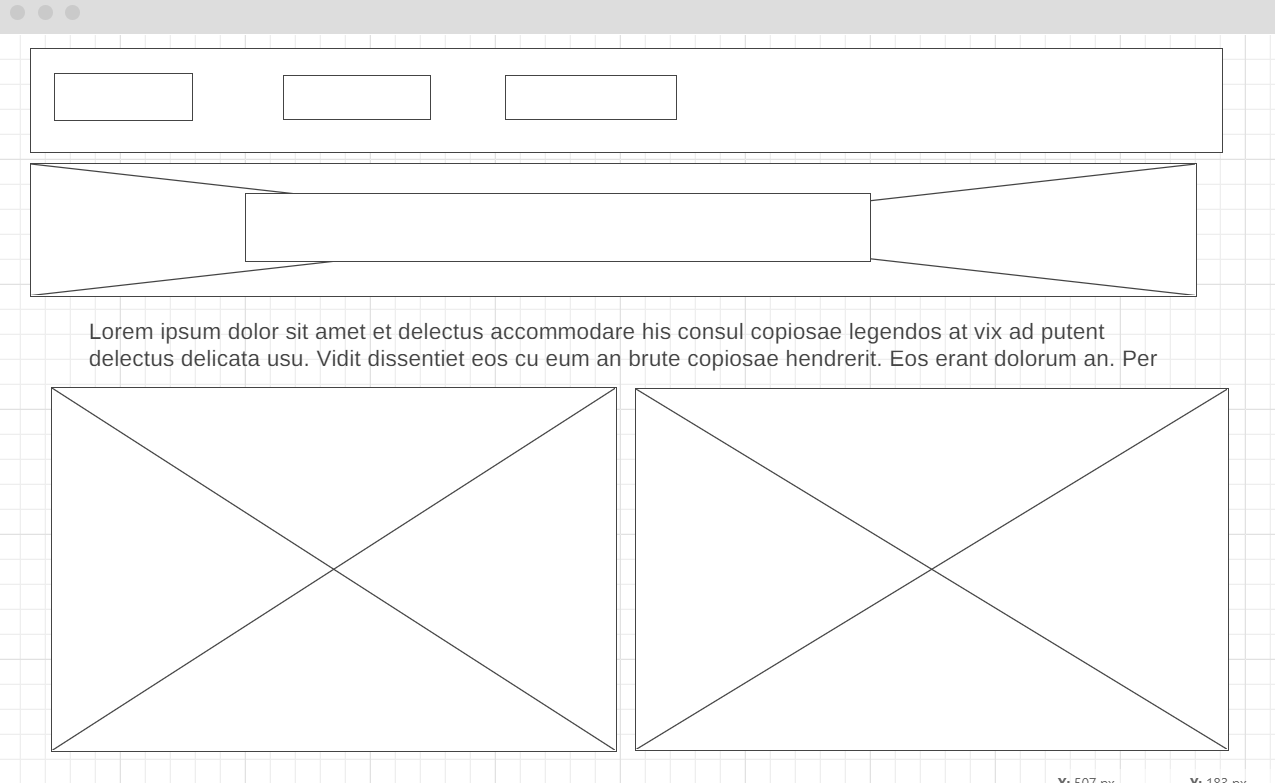 Lorem ipsum dolor sit amet et delectus accommodare his consul copiosae legendos at vix ad putent
delectus delicata usu. Vidit dissentiet eos cu eum an brute copiosae hendrerit. Eos erant dolorum an. Per
X: 507 px Y: 183 px